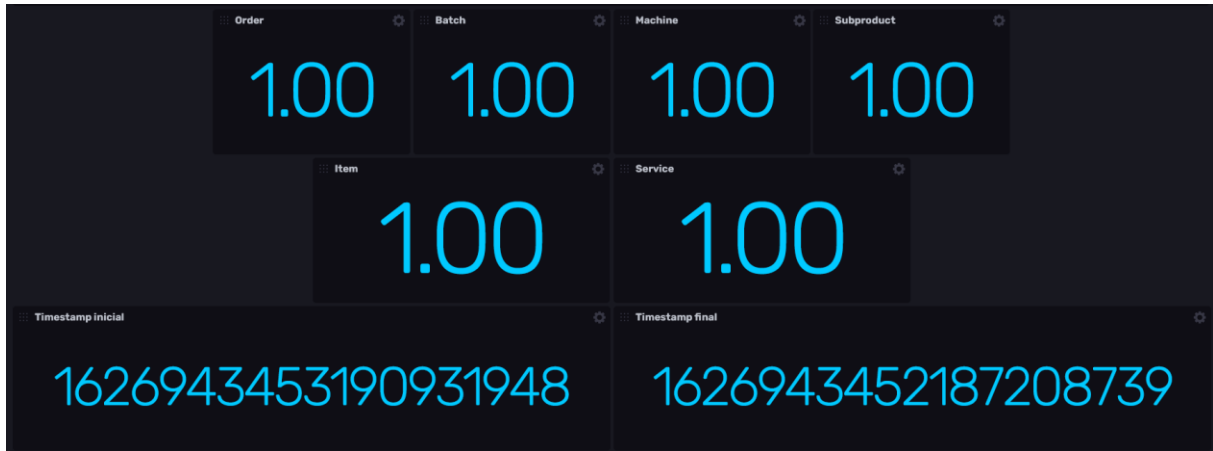 Order Batch Machine Subproduct
1.00 1.00 1.00 1.00
Item Service
1.00 1.00
Timestamp inicial Timestamp final
1626943453190931948 1626943452187208739